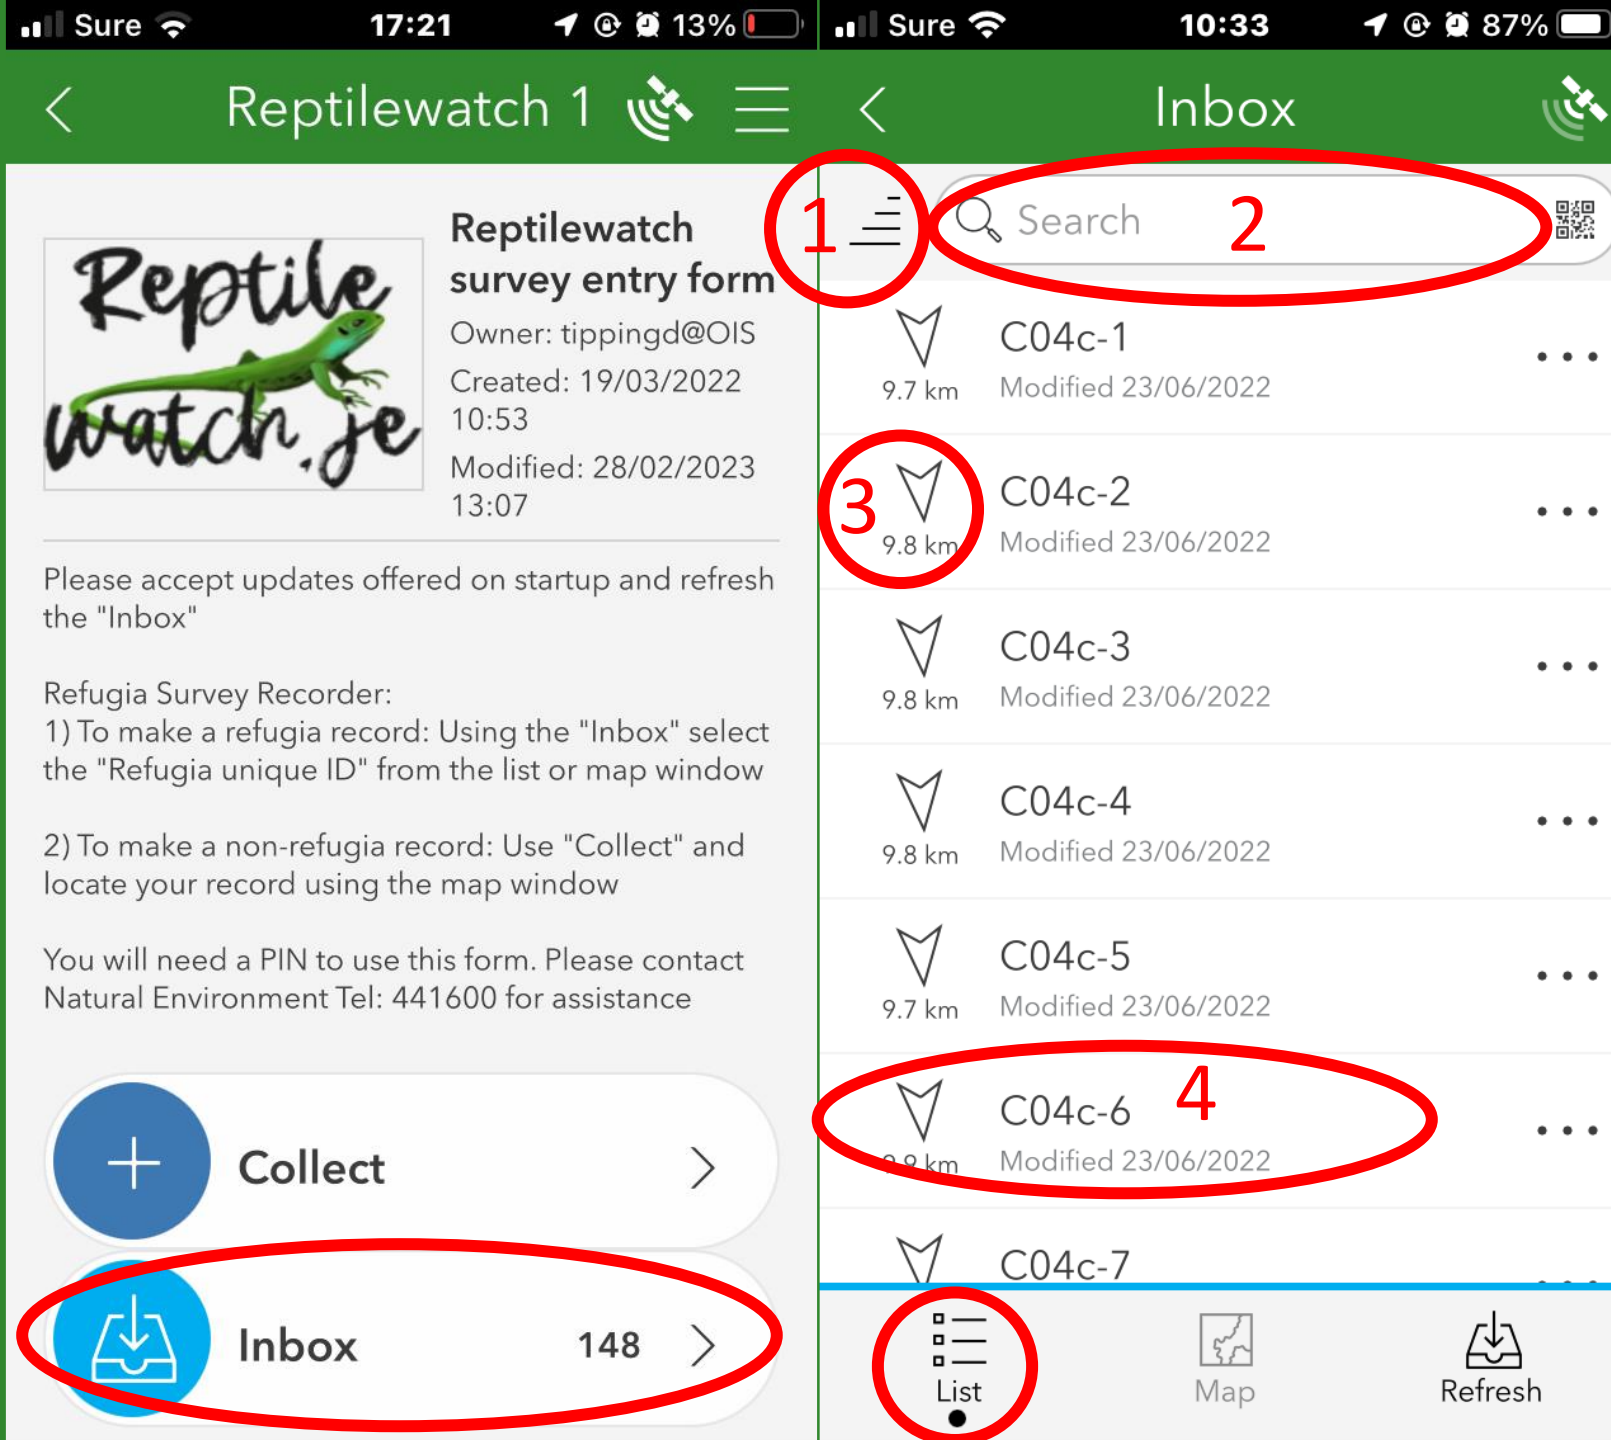 Sure 17:21 13%
Reptilewatch 1
Reptile
watch.je
Reptilewatch
survey entry form
Owner: tippingd@OIS
Created: 19/03/2022
10:53
Modified: 28/02/2023
13:07
Please accept updates offered on startup and refresh
the "Inbox"
Refugia Survey Recorder:
1) To make a refugia record: Using the "Inbox" select
the "Refugia unique ID" from the list or map window
2) To make a non-refugia record: Use "Collect" and
locate your record using the map window
You will need a PIN to use this form. Please contact
Natural Environment Tel: 441600 for assistance
Collect
Inbox 148
Sure 10:33 87%
Inbox
1
Search 2
C04c-1
9.7 km Modified 23/06/2022
3 C04c-2
9.8 km Modified 23/06/2022
C04c-3
9.8 km Modified 23/06/2022
C04c-4
9.8 km Modified 23/06/2022
C04c-5
9.7 km Modified 23/06/2022
C04c-6 4
9.9 km Modified 23/06/2022
C04c-7
List Map Refresh